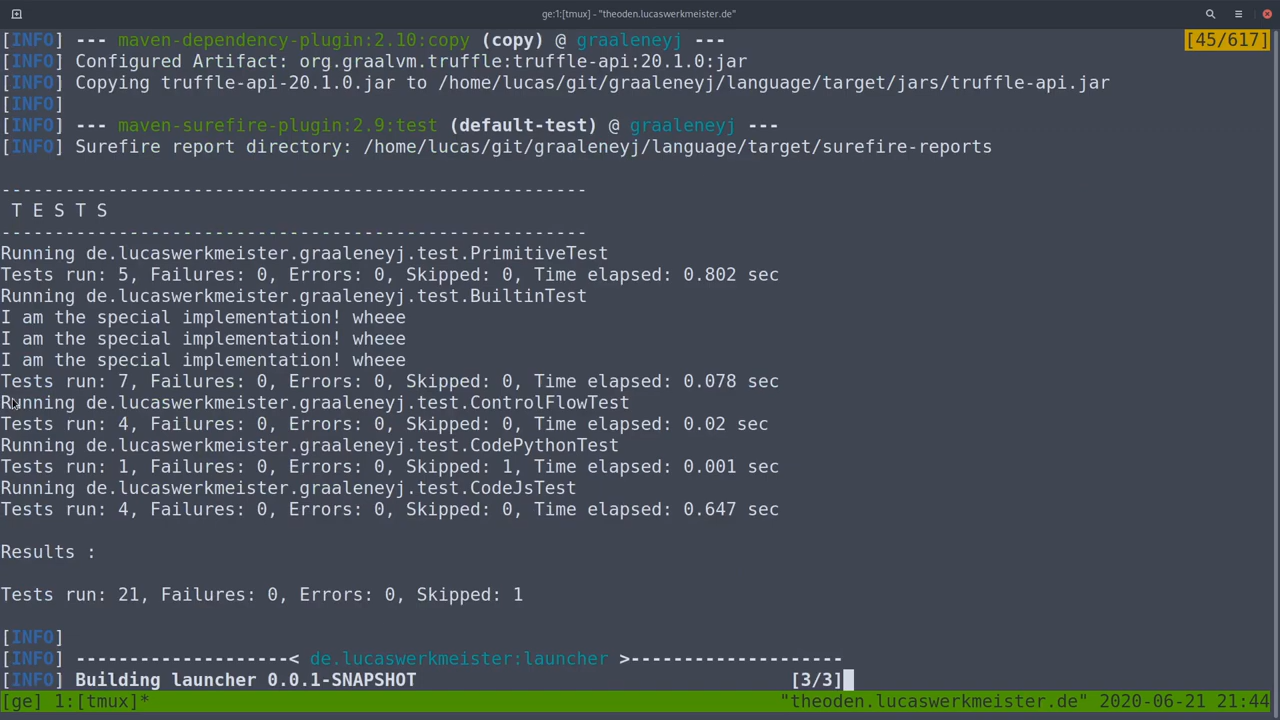 ge:1:[tmux] - "theoden.lucaswerkmeister.de"
[INFO] --- maven-dependency-plugin:2.10:copy (copy) @ graaleneyj --- [45/617]
[INFO] Configured Artifact: org.graalvm.truffle:truffle-api:20.1.0:jar
[INFO] Copying truffle-api-20.1.0.jar to /home/lucas/git/graaleneyj/language/target/jars/truffle-api.jar
[INFO]
[INFO] --- maven-surefire-plugin:2.9:test (default-test) @ graaleneyj ---
[INFO] Surefire report directory: /home/lucas/git/graaleneyj/language/target/surefire-reports
-------------------------------------------------------
 T E S T S
-------------------------------------------------------
Running de.lucaswerkmeister.graaleneyj.test.PrimitiveTest
Tests run: 5, Failures: 0, Errors: 0, Skipped: 0, Time elapsed: 0.802 sec
Running de.lucaswerkmeister.graaleneyj.test.BuiltinTest
I am the special implementation! wheee
I am the special implementation! wheee
I am the special implementation! wheee
Tests run: 7, Failures: 0, Errors: 0, Skipped: 0, Time elapsed: 0.078 sec
Running de.lucaswerkmeister.graaleneyj.test.ControlFlowTest
Tests run: 4, Failures: 0, Errors: 0, Skipped: 0, Time elapsed: 0.02 sec
Running de.lucaswerkmeister.graaleneyj.test.CodePythonTest
Tests run: 1, Failures: 0, Errors: 0, Skipped: 1, Time elapsed: 0.001 sec
Running de.lucaswerkmeister.graaleneyj.test.CodeJsTest
Tests run: 4, Failures: 0, Errors: 0, Skipped: 0, Time elapsed: 0.647 sec
Results :
Tests run: 21, Failures: 0, Errors: 0, Skipped: 1
[INFO]
[INFO] --------------------< de.lucaswerkmeister:launcher >--------------------
[INFO] Building launcher 0.0.1-SNAPSHOT [3/3]
[ge] 1:[tmux]* "theoden.lucaswerkmeister.de" 2020-06-21 21:44